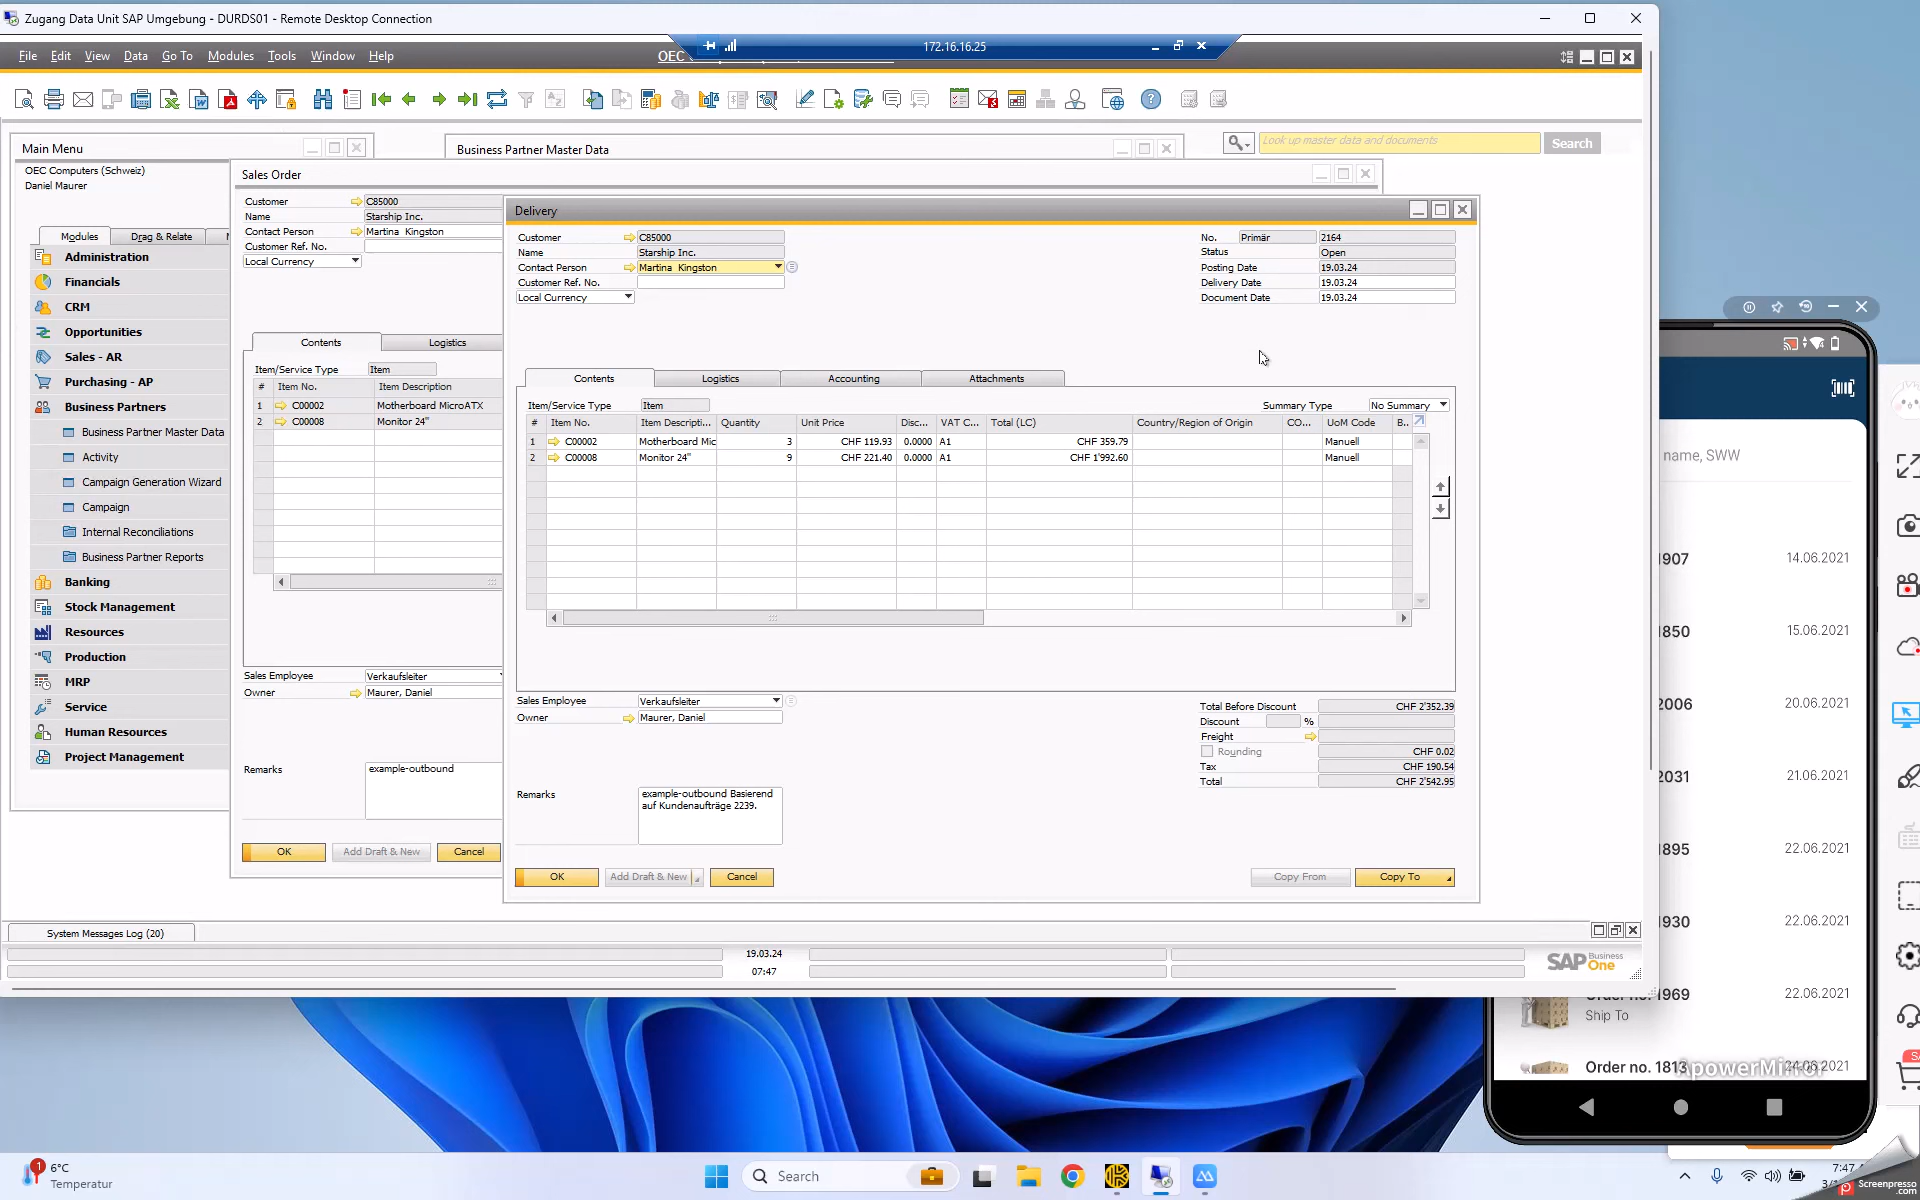 Zugang Data Unit SAP Umgebung - DURDS01 - Remote Desktop Connection
172.16.16.25
File Edit View Data Go To Modules Tools Window Help
OEC
Look up master data and documents
Search
Main Menu
OEC Computers (Schweiz)
Daniel Maurer
Modules
Drag & Relate
Administration
Financials
CRM
Opportunities
Sales - AR
Purchasing - AP
Business Partners
Business Partner Master Data
Activity
Campaign Generation Wizard
Campaign
Internal Reconciliations
Business Partner Reports
Banking
Stock Management
Resources
Production
MRP
Service
Human Resources
Project Management
Business Partner Master Data
Sales Order
Customer C85000
Name Starship Inc.
Contact Person Martina Kingston
Customer Ref. No.
Local Currency
Contents Logistics
Item/Service Type Item
# Item No. Item Description
1 C00002 Motherboard MicroATX
2 C00008 Monitor 24"
Sales Employee Verkaufsleiter
Owner Maurer, Daniel
Remarks example-outbound
OK Add Draft & New Cancel
Delivery
Customer C85000
Name Starship Inc.
Contact Person Martina Kingston
Customer Ref. No.
Local Currency
No. Primär 2164
Status Open
Posting Date 19.03.24
Delivery Date 19.03.24
Document Date 19.03.24
Contents Logistics Accounting Attachments
Item/Service Type Item
Summary Type No Summary
# Item No. Item Descripti... Quantity Unit Price Disc... VAT C... Total (LC) Country/Region of Origin CO... UoM Code B..
1 C00002 Motherboard Mic 3 CHF 119.93 0.0000 A1 CHF 359.79 Manuell
2 C00008 Monitor 24" 9 CHF 221.40 0.0000 A1 CHF 1'992.60 Manuell
Sales Employee Verkaufsleiter
Owner Maurer, Daniel
Total Before Discount CHF 2'352.39
Discount %
Freight
Rounding CHF 0.02
Tax CHF 190.54
Total CHF 2'542.95
Remarks
example-outbound Basierend
auf Kundenaufträge 2239.
OK Add Draft & New Cancel
Copy From Copy To
System Messages Log (20)
19.03.24
07:47
SAP Business One
name, SWW
1907 14.06.2021
1850 15.06.2021
2006 20.06.2021
2031 21.06.2021
1895 22.06.2021
1930 22.06.2021
Order no. 1969 22.06.2021
Ship To
Order no. 1813 24.06.2021
ApowerMirror
1
6°C
Temperatur
Search
7:47
Screenpresso
.com